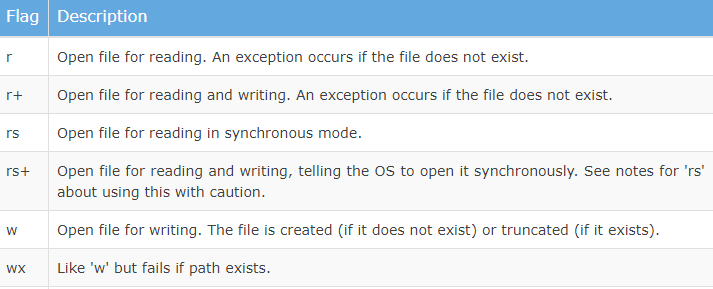 Flag Description
r Open file for reading. An exception occurs if the file does not exist.
r+ Open file for reading and writing. An exception occurs if the file does not exist.
rs Open file for reading in synchronous mode.
rs+ Open file for reading and writing, telling the OS to open it synchronously. See notes for 'rs'
about using this with caution.
w Open file for writing. The file is created (if it does not exist) or truncated (if it exists).
wx Like 'w' but fails if path exists.